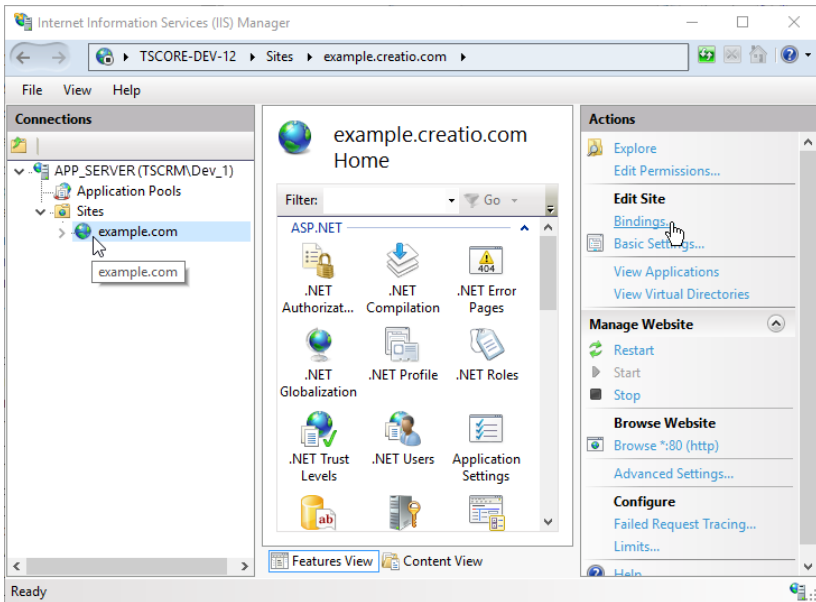 Internet Information Services (IIS) Manager
TSCORE-DEV-12 Sites example.creatio.com
File View Help
Connections
APP_SERVER (TSCRM\Dev_1)
Application Pools
Sites
example.com
example.com
example.creatio.com
Home
Filter: Go
ASP.NET
.NET
Authorizat...
.NET
Compilation
404
.NET Error
Pages
.NET
Globalization
.NET Profile
.NET Roles
.NET Trust
Levels
.NET Users
Application
Settings
ab
Features View Content View
Actions
Explore
Edit Permissions...
Edit Site
Bindings...
Basic Settings...
View Applications
View Virtual Directories
Manage Website
Restart
Start
Stop
Browse Website
Browse *:80 (http)
Advanced Settings...
Configure
Failed Request Tracing...
Limits...
Help
Ready